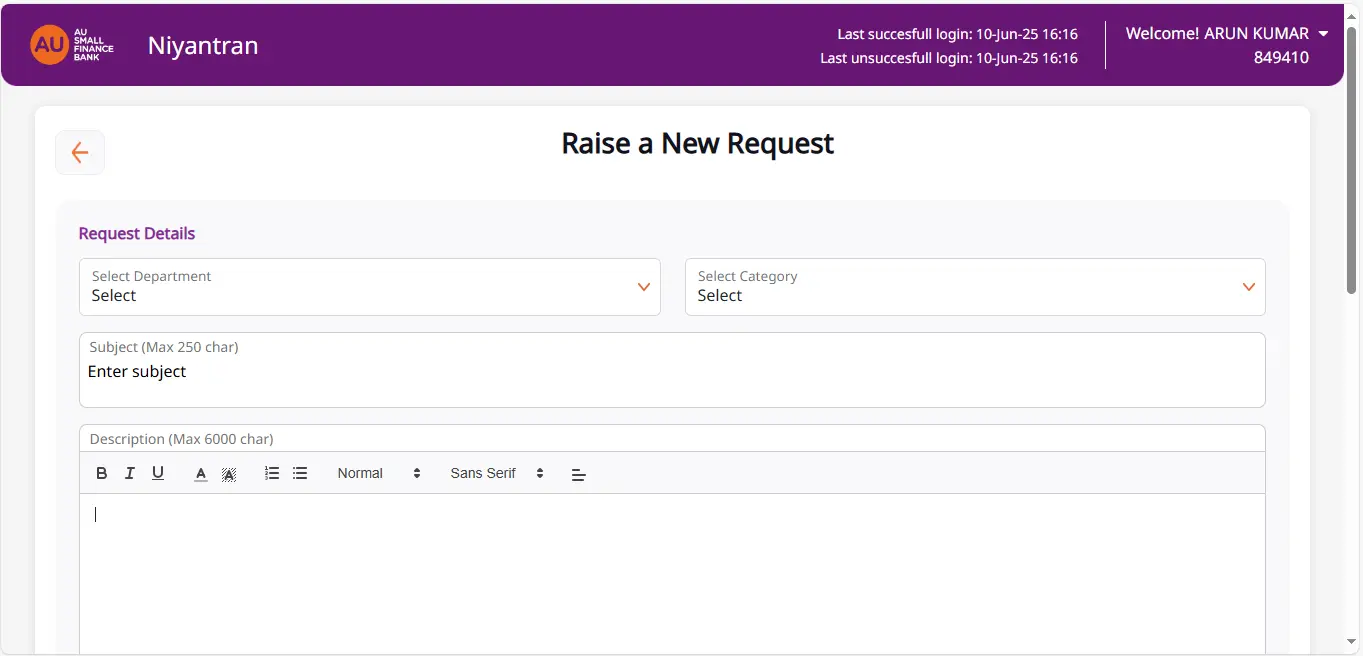 AU
AU
SMALL
FINANCE
BANK
Niyantran
Last succesfull login: 10-Jun-25 16:16
Last unsuccesfull login: 10-Jun-25 16:16
Welcome! ARUN KUMAR
849410
Raise a New Request
Request Details
Select Department
Select
Select Category
Select
Subject (Max 250 char)
Enter subject
Description (Max 6000 char)
B I U A A Normal Sans Serif